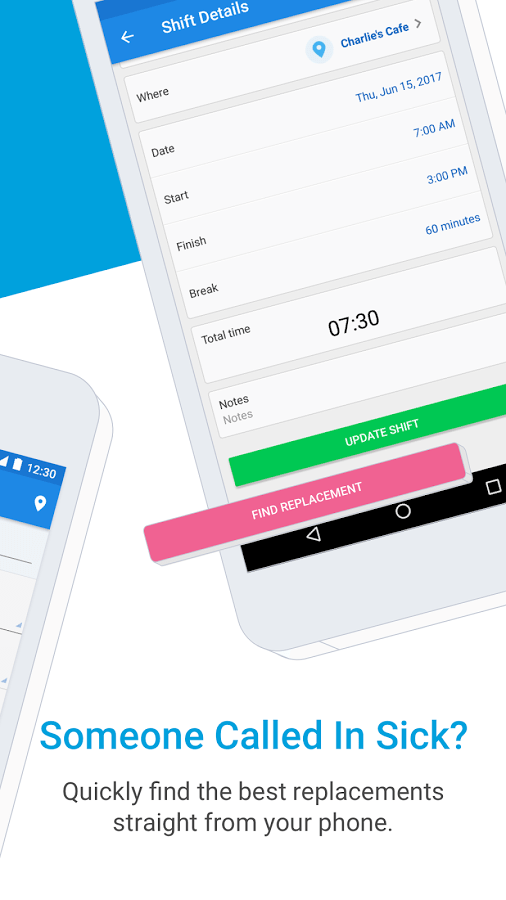 Shift Details
Where
Charlie's Cafe
Date
Thu, Jun 15, 2017
Start
7:00 AM
Finish
3:00 PM
Break
60 minutes
Total time
07:30
Notes
Notes
UPDATE SHIFT
FIND REPLACEMENT
12:30
Someone Called In Sick?
Quickly find the best replacements
straight from your phone.